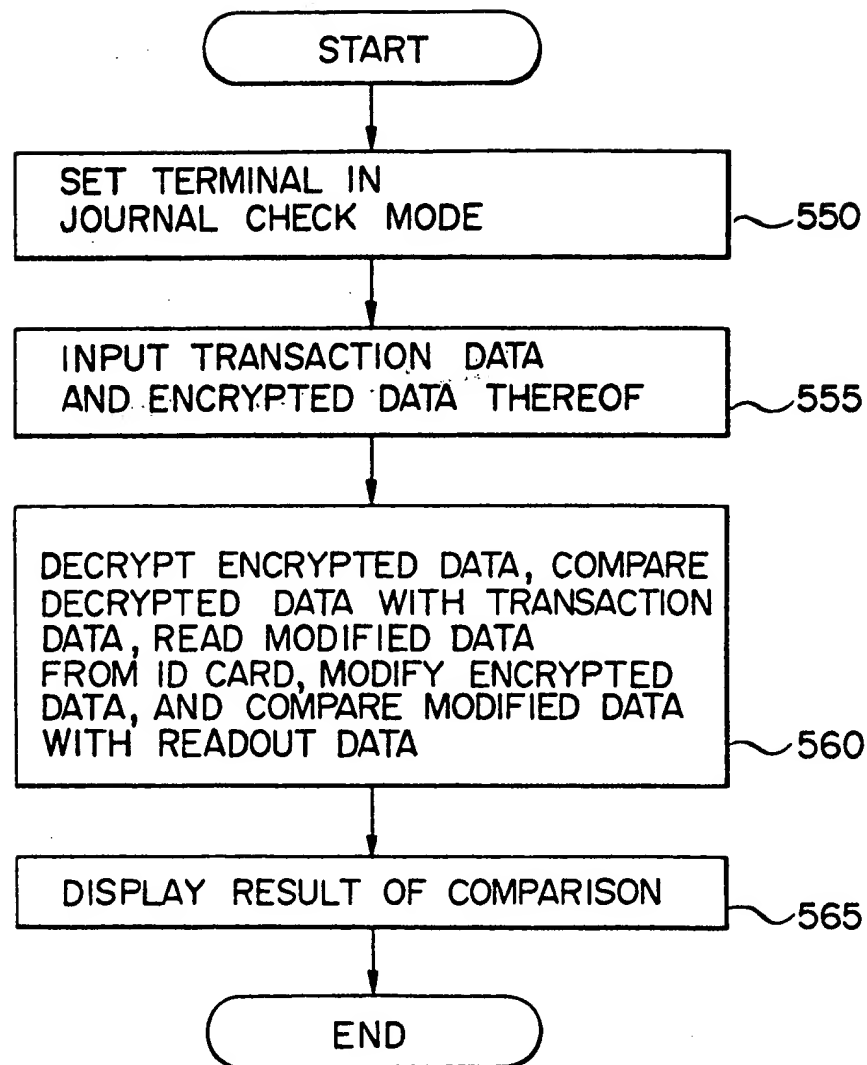 START
SET TERMINAL IN
JOURNAL CHECK MODE
550
INPUT TRANSACTION DATA
AND ENCRYPTED DATA THEREOF
555
DECRYPT ENCRYPTED DATA, COMPARE
DECRYPTED DATA WITH TRANSACTION
DATA, READ MODIFIED DATA
FROM ID CARD, MODIFY ENCRYPTED
DATA, AND COMPARE MODIFIED DATA
WITH READOUT DATA
560
DISPLAY RESULT OF COMPARISON
565
END